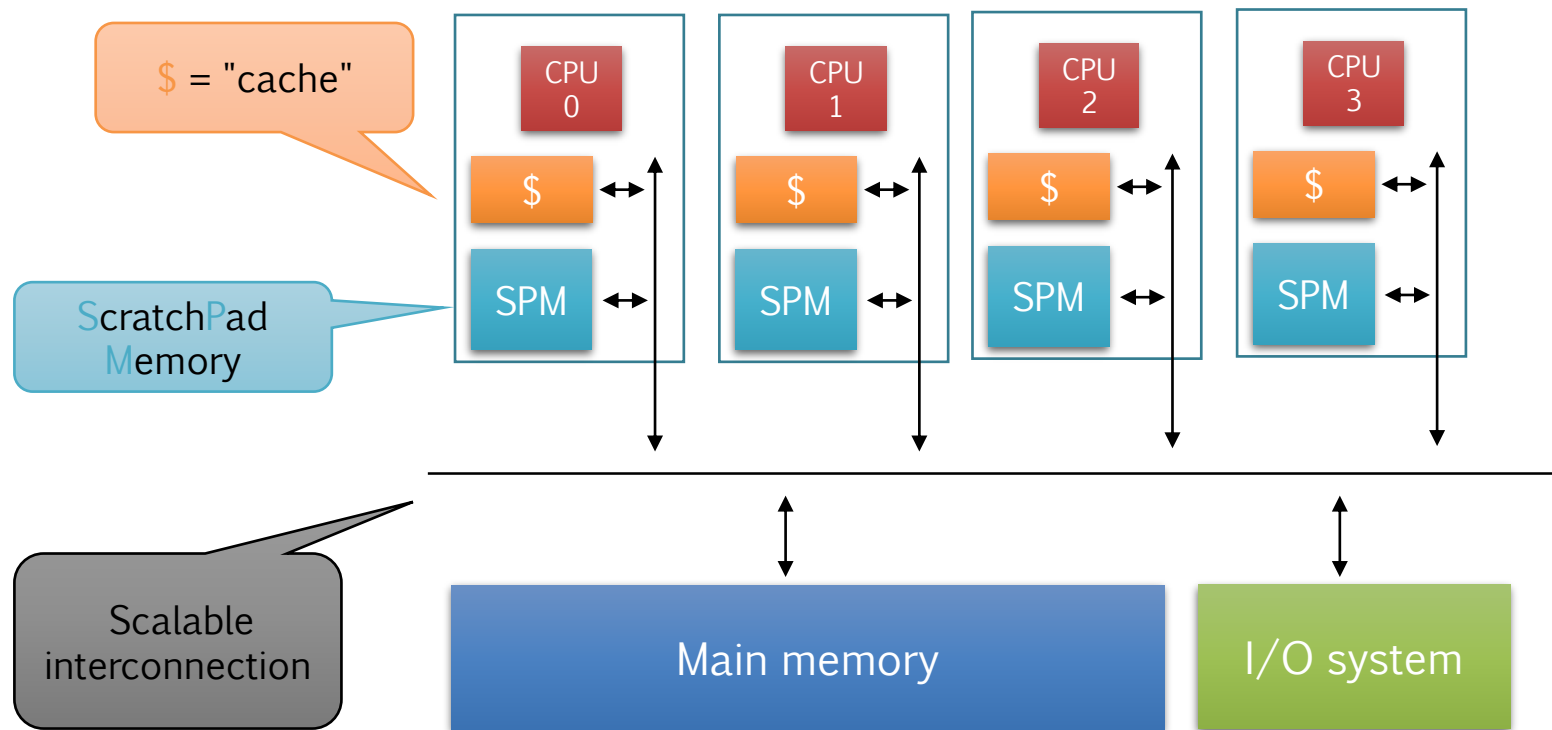 $ = "cache"
CPU
0
CPU
1
CPU
2
CPU
3
$
$
$
$
ScratchPad
Memory
SPM
SPM
SPM
SPM
Scalable
interconnection
Main memory
I/O system